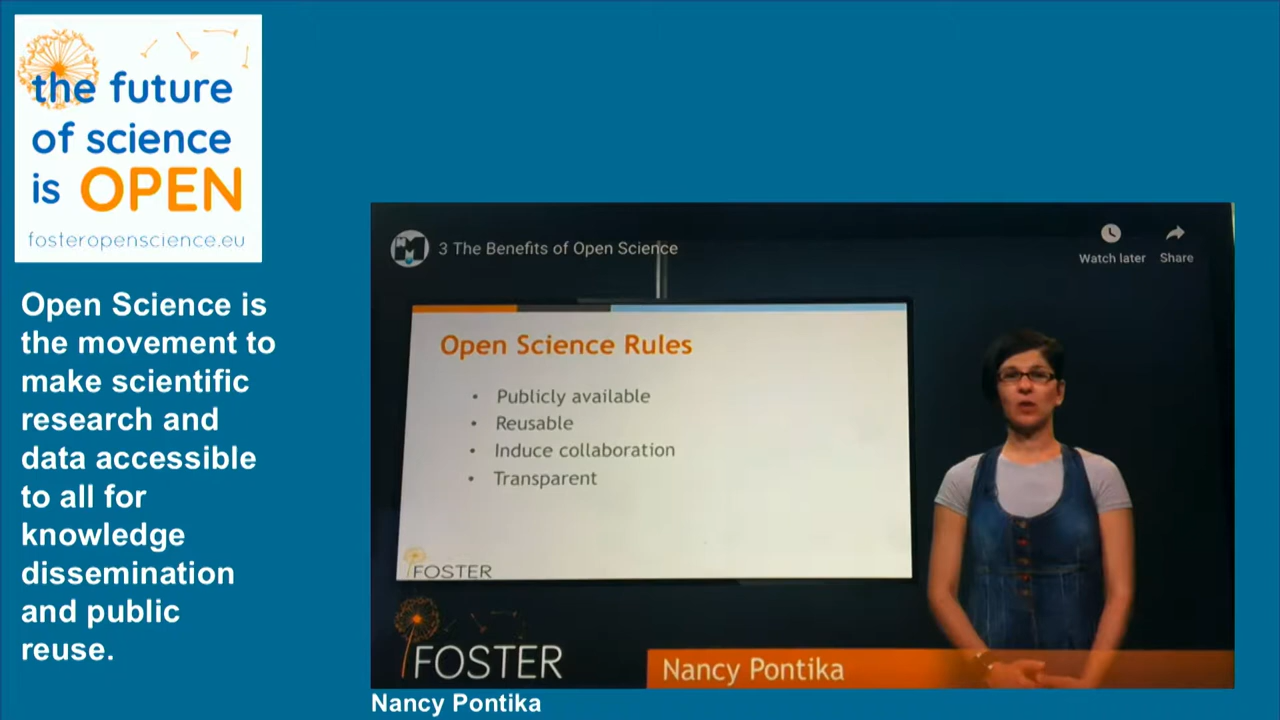 the future
of science
is OPEN
fosteropenscience.eu
Open Science is
the movement to
make scientific
research and
data accessible
to all for
knowledge
dissemination
and public
reuse.
3 The Benefits of Open Science
Watch later
Share
Open Science Rules
• Publicly available
• Reusable
• Induce collaboration
• Transparent
FOSTER
FOSTER
Nancy Pontika
Nancy Pontika